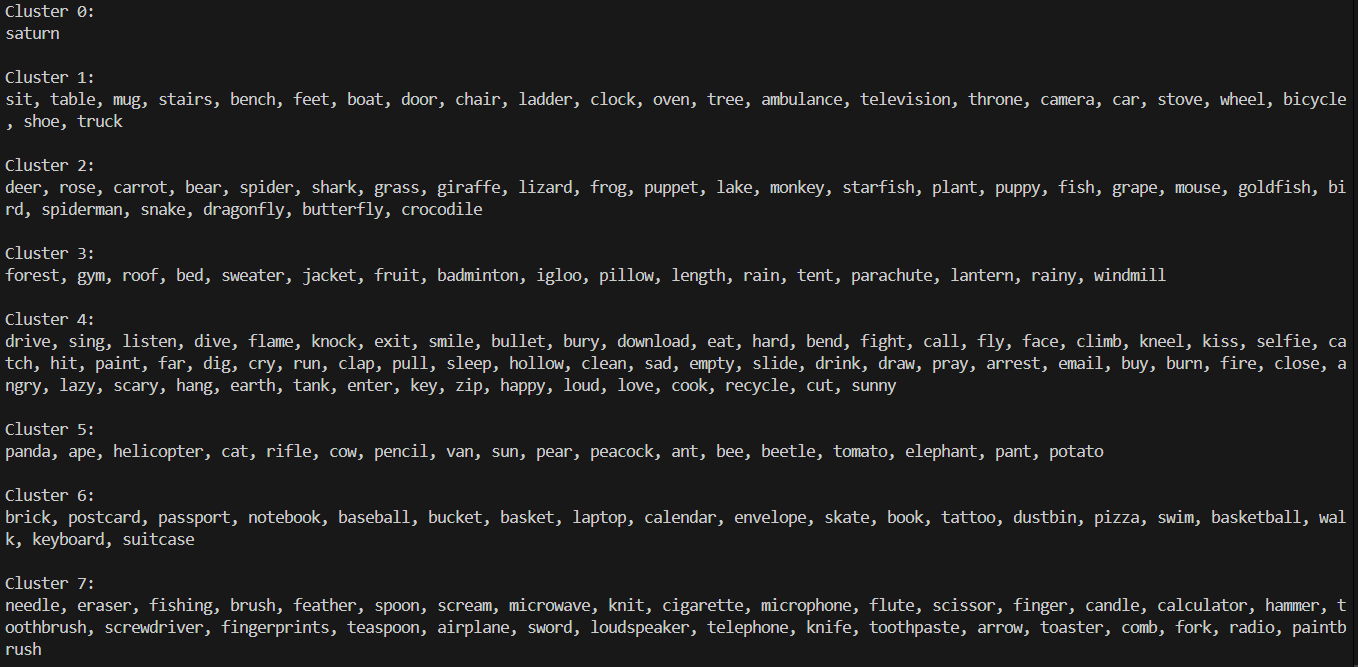 Cluster 0:
saturn
Cluster 1:
sit, table, mug, stairs, bench, feet, boat, door, chair, ladder, clock, oven, tree, ambulance, television, throne, camera, car, stove, wheel, bicycle
, shoe, truck
Cluster 2:
deer, rose, carrot, bear, spider, shark, grass, giraffe, lizard, frog, puppet, lake, monkey, starfish, plant, puppy, fish, grape, mouse, goldfish, bi
rd, spiderman, snake, dragonfly, butterfly, crocodile
Cluster 3:
forest, gym, roof, bed, sweater, jacket, fruit, badminton, igloo, pillow, length, rain, tent, parachute, lantern, rainy, windmill
Cluster 4:
drive, sing, listen, dive, flame, knock, exit, smile, bullet, bury, download, eat, hard, bend, fight, call, fly, face, climb, kneel, kiss, selfie, ca
tch, hit, paint, far, dig, cry, run, clap, pull, sleep, hollow, clean, sad, empty, slide, drink, draw, pray, arrest, email, buy, burn, fire, close, a
ngry, lazy, scary, hang, earth, tank, enter, key, zip, happy, loud, love, cook, recycle, cut, sunny
Cluster 5:
panda, ape, helicopter, cat, rifle, cow, pencil, van, sun, pear, peacock, ant, bee, beetle, tomato, elephant, pant, potato
Cluster 6:
brick, postcard, passport, notebook, baseball, bucket, basket, laptop, calendar, envelope, skate, book, tattoo, dustbin, pizza, swim, basketball, wal
k, keyboard, suitcase
Cluster 7:
needle, eraser, fishing, brush, feather, spoon, scream, microwave, knit, cigarette, microphone, flute, scissor, finger, candle, calculator, hammer, t
oothbrush, screwdriver, fingerprints, teaspoon, airplane, sword, loudspeaker, telephone, knife, toothpaste, arrow, toaster, comb, fork, radio, paintb
rush